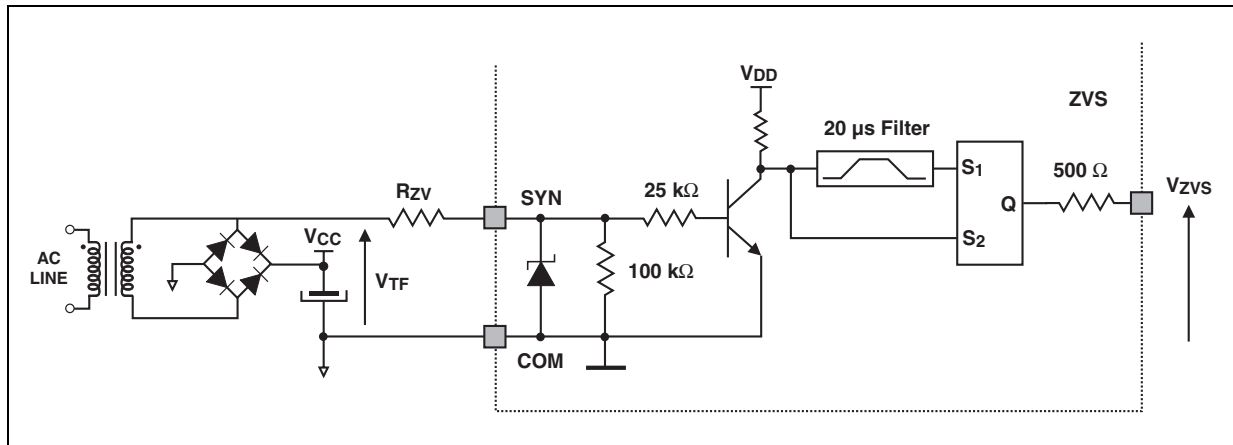 VDD
ZVS
20 µs Filter
S1
500 Ω
VZVS
RZV
SYN
25 kΩ
Q
VCC
AC
LINE
VTF
100 kΩ
S2
COM